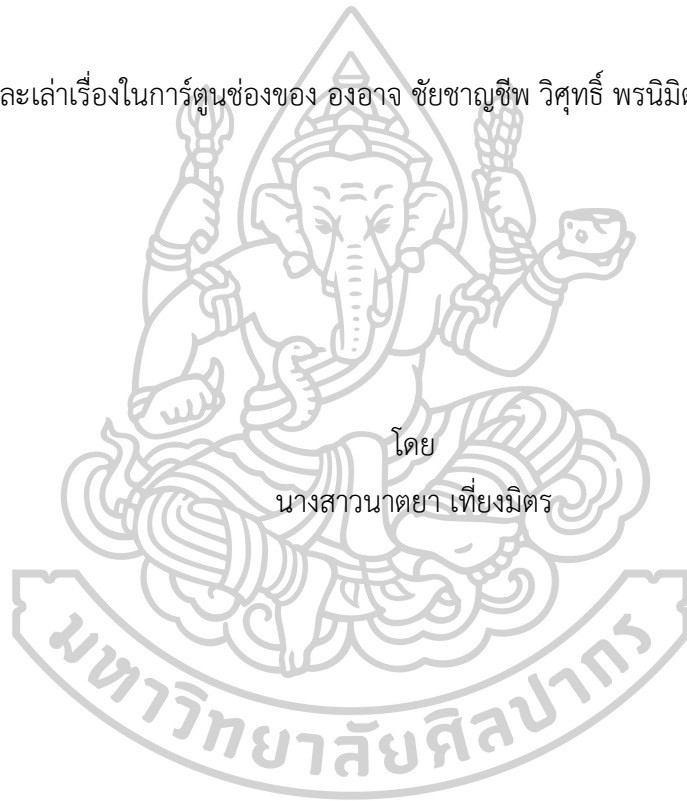 ละเล่าเรื่องในการ์ตูนช่องของ องอาจ ชัยชาญชีพ วิศุทธิ์ พรนิมิต
โดย
นางสาวนาตยา เที่ยงมิตร
มหาวิทยาลัยศิลปากร